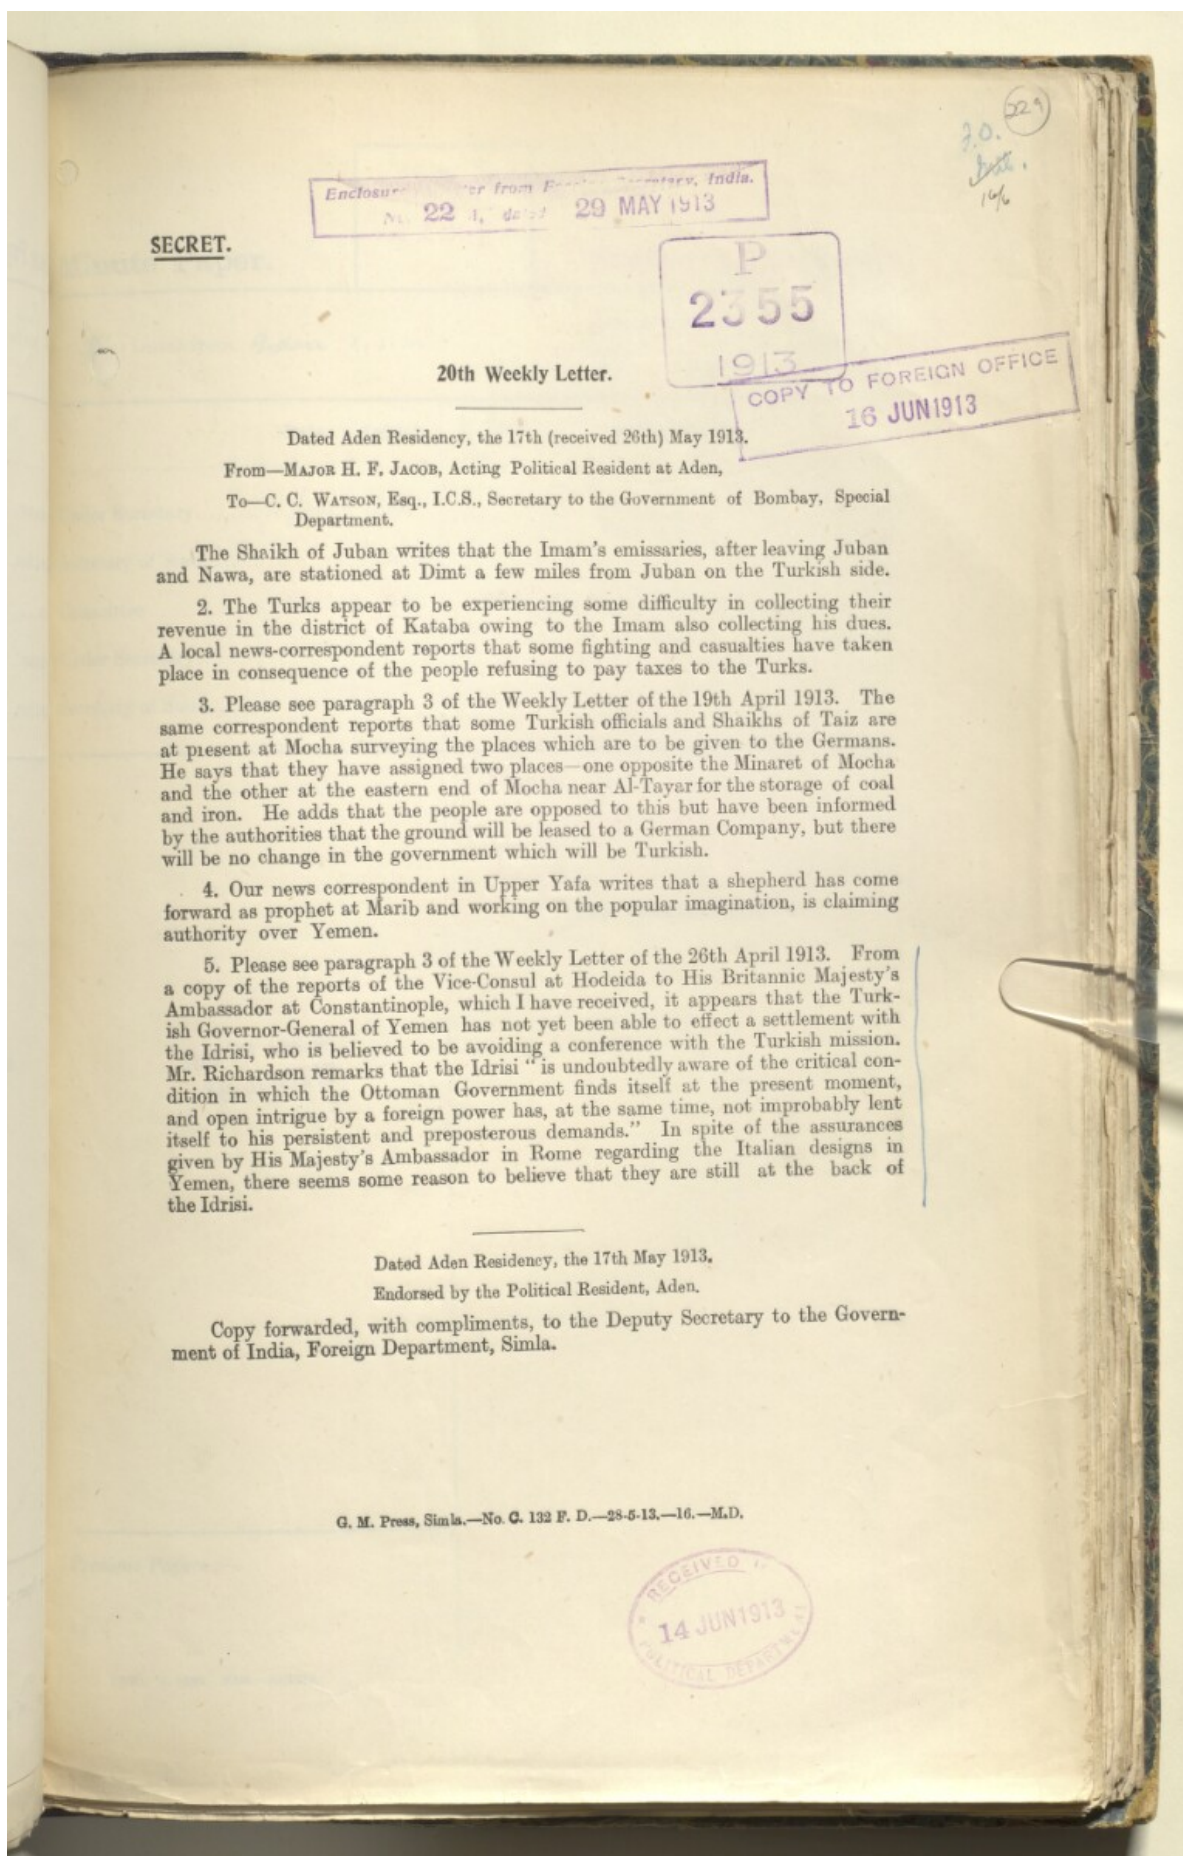 229
F.O.
16/6
Enclosure
from
Secretary, India.
22
dated 29 MAY 1913
SECRET.
P
2355
1913
COPY TO FOREIGN OFFICE
16 JUN 1913
20th Weekly Letter.
Dated Aden Residency, the 17th (received 26th) May 1913.
From—MAJOR H. F. JACOB, Acting Political Resident at Aden,
To—C. C. WATSON, Esq., I.C.S., Secretary to the Government of Bombay, Special
Department.
The Shaikh of Juban writes that the Imam's emissaries, after leaving Juban
and Nawa, are stationed at Dimt a few miles from Juban on the Turkish side.
2. The Turks appear to be experiencing some difficulty in collecting their
revenue in the district of Kataba owing to the Imam also collecting his dues.
A local news-correspondent reports that some fighting and casualties have taken
place in consequence of the people refusing to pay taxes to the Turks.
3. Please see paragraph 3 of the Weekly Letter of the 19th April 1913. The
same correspondent reports that some Turkish officials and Shaikhs of Taiz are
at present at Mocha surveying the places which are to be given to the Germans.
He says that they have assigned two places—one opposite the Minaret of Mocha
and the other at the eastern end of Mocha near Al-Tayar for the storage of coal
and iron. He adds that the people are opposed to this but have been informed
by the authorities that the ground will be leased to a German Company, but there
will be no change in the government which will be Turkish.
4. Our news correspondent in Upper Yafa writes that a shepherd has come
forward as prophet at Marib and working on the popular imagination, is claiming
authority over Yemen.
5. Please see paragraph 3 of the Weekly Letter of the 26th April 1913. From
a copy of the reports of the Vice-Consul at Hodeida to His Britannic Majesty's
Ambassador at Constantinople, which I have received, it appears that the Turk-
ish Governor-General of Yemen has not yet been able to effect a settlement with
the Idrisi, who is believed to be avoiding a conference with the Turkish mission.
Mr. Richardson remarks that the Idrisi "is undoubtedly aware of the critical con-
dition in which the Ottoman Government finds itself at the present moment,
and open intrigue by a foreign power has, at the same time, not improbably lent
itself to his persistent and preposterous demands." In spite of the assurances
given by His Majesty's Ambassador in Rome regarding the Italian designs in
Yemen, there seems some reason to believe that they are still at the back of
the Idrisi.
Dated Aden Residency, the 17th May 1913.
Endorsed by the Political Resident, Aden.
Copy forwarded, with compliments, to the Deputy Secretary to the Govern-
ment of India, Foreign Department, Simla.
G. M. Press, Simla.—No. C. 132 F. D.—28-5-13.—16.—M.D.
RECEIVED
14 JUN 1913
POLITICAL DEPARTMENT